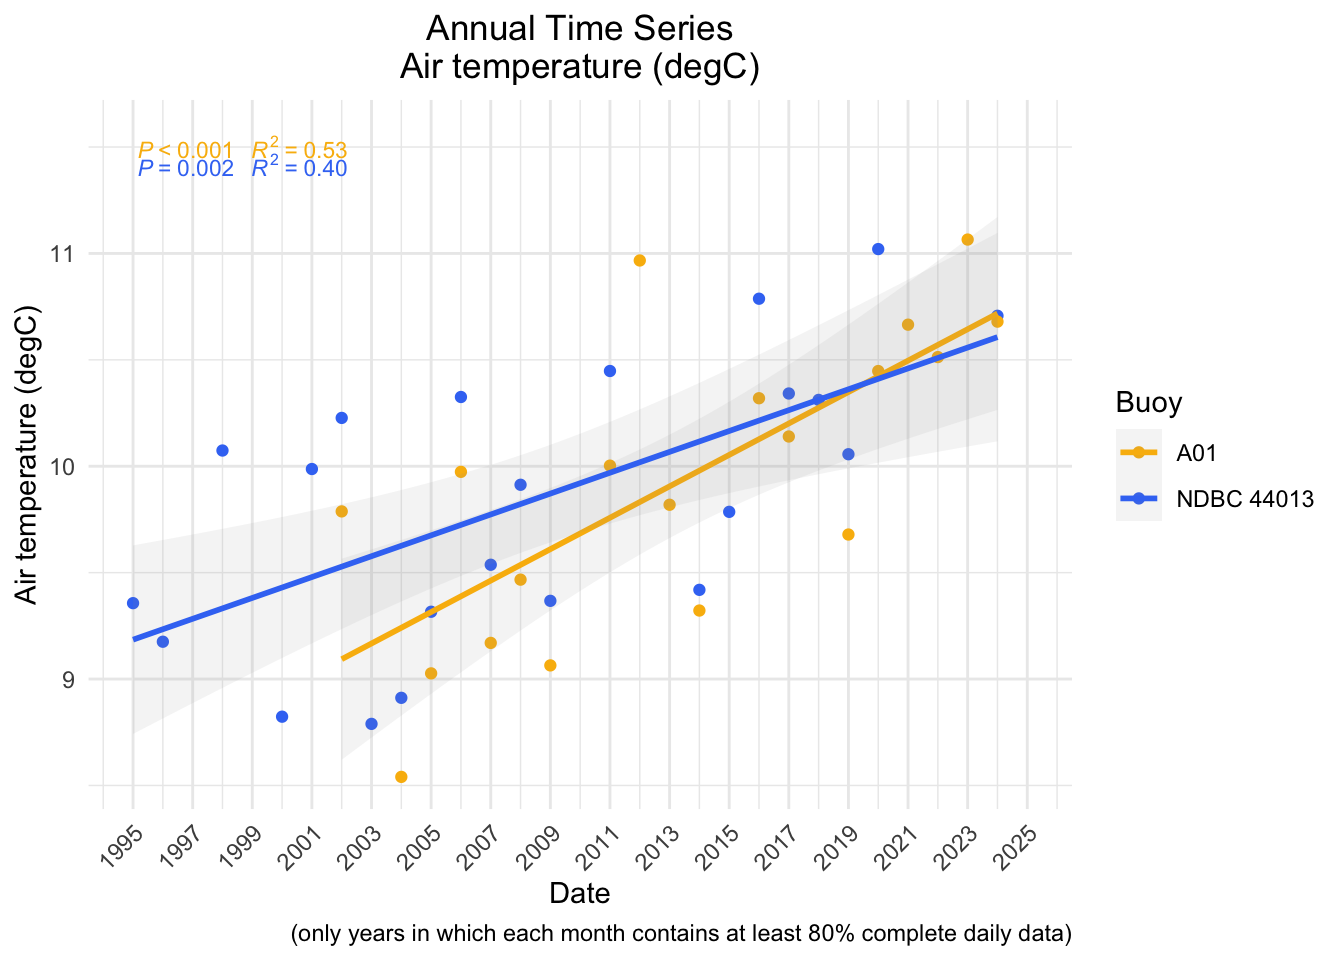 Annual Time Series
Air temperature (degC)
P < 0.001 R² = 0.53
P = 0.002 R² = 0.40
Air temperature (degC)
11
10
9
1995 1997 1999 2001 2003 2005 2007 2009 2011 2013 2015 2017 2019 2021 2023 2025
Date
(only years in which each month contains at least 80% complete daily data)
Buoy
A01
NDBC 44013